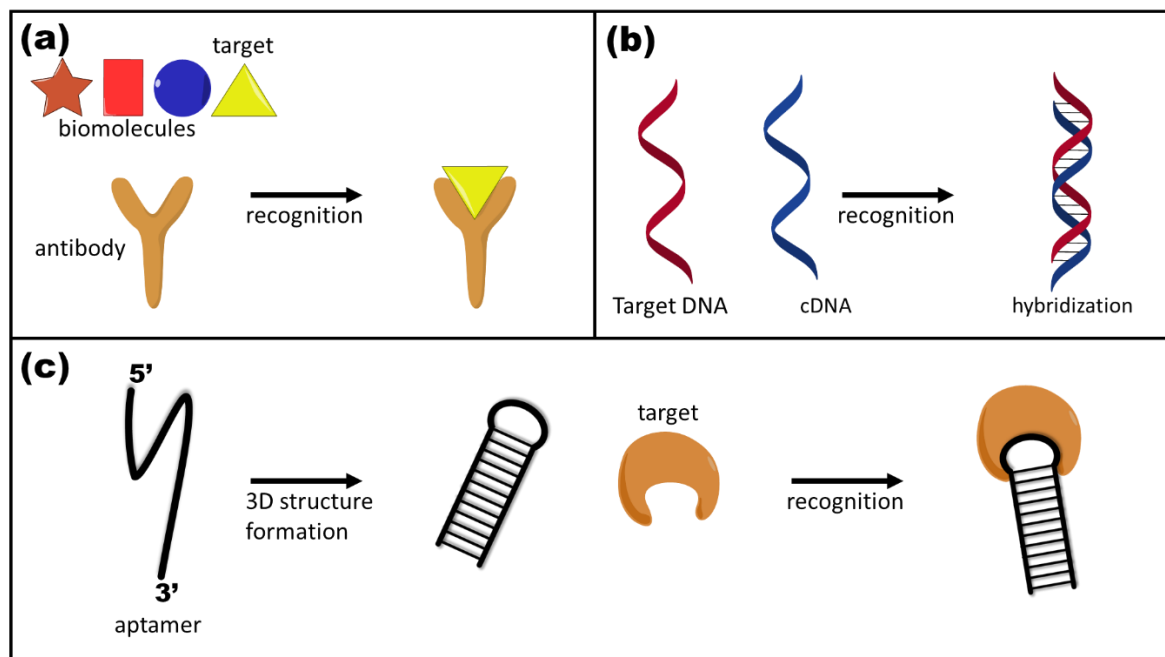 (a)
target
biomolecules
antibody
recognition
(b)
Target DNA
cDNA
recognition
hybridization
(c)
5’
3’
aptamer
3D structure
formation
target
recognition